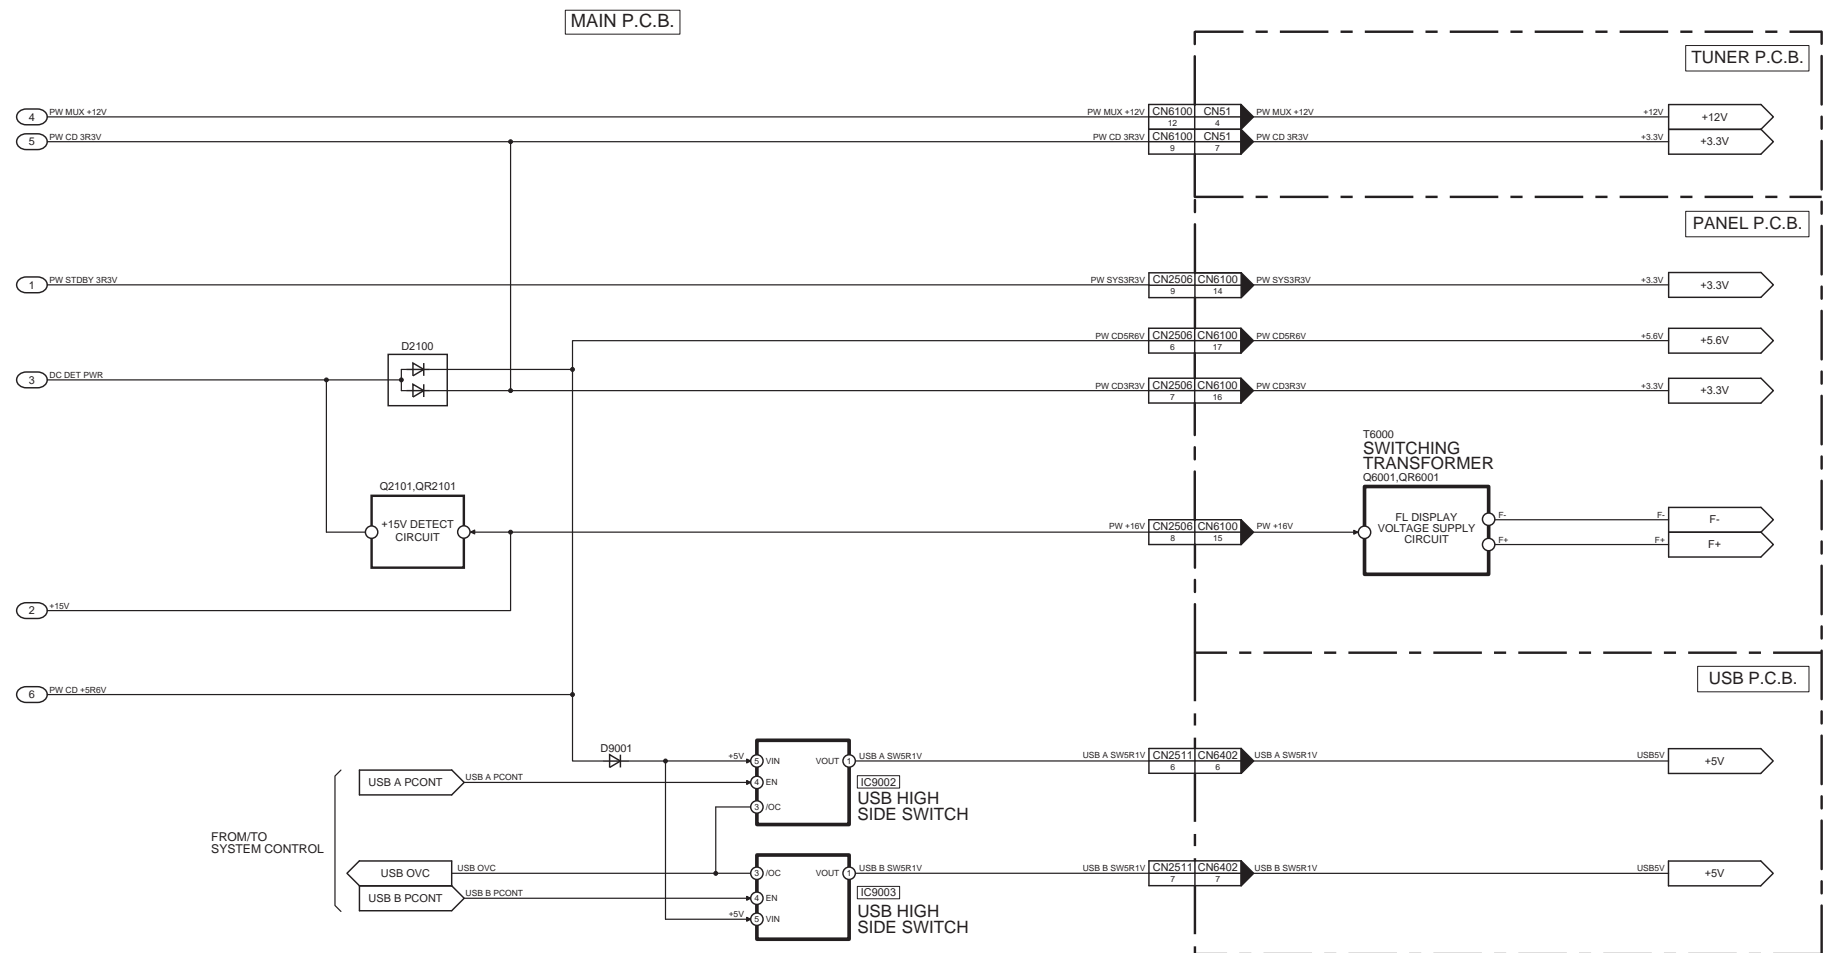 MAIN P.C.B.
TUNER P.C.B.
4 PW MUX +12V PW MUX +12V CN6100 CN51 PW MUX +12V +12V +12V
12 4
5 PW CD 3R3V PW CD 3R3V CN6100 CN51 PW CD 3R3V +3.3V +3.3V
9 7
PANEL P.C.B.
1 PW STDBY 3R3V PW SYS3R3V CN2506 CN6100 PW SYS3R3V +3.3V +3.3V
9 14
PW CD5R6V CN2506 CN6100 PW CD5R6V +5.6V +5.6V
6 17
D2100
3 DC DET PWR
PW CD3R3V CN2506 CN6100 PW CD3R3V +3.3V +3.3V
7 16
T6000
SWITCHING
TRANSFORMER
Q6001,QR6001
Q2101,QR2101
+15V DETECT
CIRCUIT
PW +16V CN2506 CN6100 PW +16V
8 15
FL DISPLAY
VOLTAGE SUPPLY
CIRCUIT
F- F- F-
F+ F+ F+
2 +15V
USB P.C.B.
6 PW CD +5R6V
D9001
+5V 5 VIN VOUT 1 USB A SW5R1V USB A SW5R1V CN2511 CN6402 USB A SW5R1V USB5V +5V
6 6
USB A PCONT USB A PCONT 4 EN
3 /OC
IC9002
USB HIGH
SIDE SWITCH
FROM/TO
SYSTEM CONTROL
USB OVC USB OVC 3 /OC VOUT 1 USB B SW5R1V USB B SW5R1V CN2511 CN6402 USB B SW5R1V USB5V +5V
7 7
USB B PCONT USB B PCONT 4 EN
+5V 5 VIN
IC9003
USB HIGH
SIDE SWITCH